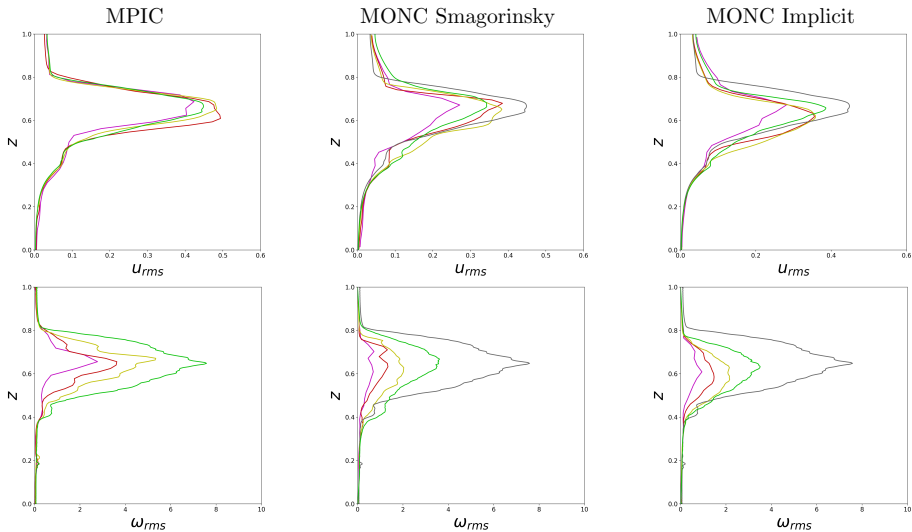 MPIC MONC Smagorinsky MONC Implicit
1.0 1.0 1.0
0.8 0.8 0.8
z 0.6 z 0.6 z 0.6
0.4 0.4 0.4
0.2 0.2 0.2
0.0 0.0 0.0
0.0 0.1 0.2 0.3 0.4 0.5 0.6 0.0 0.1 0.2 0.3 0.4 0.5 0.6 0.0 0.2 0.4 0.6
u_rms u_rms u_rms
1.0 1.0 1.0
0.8 0.8 0.8
z 0.6 z 0.6 z 0.6
0.4 0.4 0.4
0.2 0.2 0.2
0.0 0.0 0.0
0 2 4 6 8 10 0 2 4 6 8 10 0 2 4 6 8 10
ω_rms ω_rms ω_rms